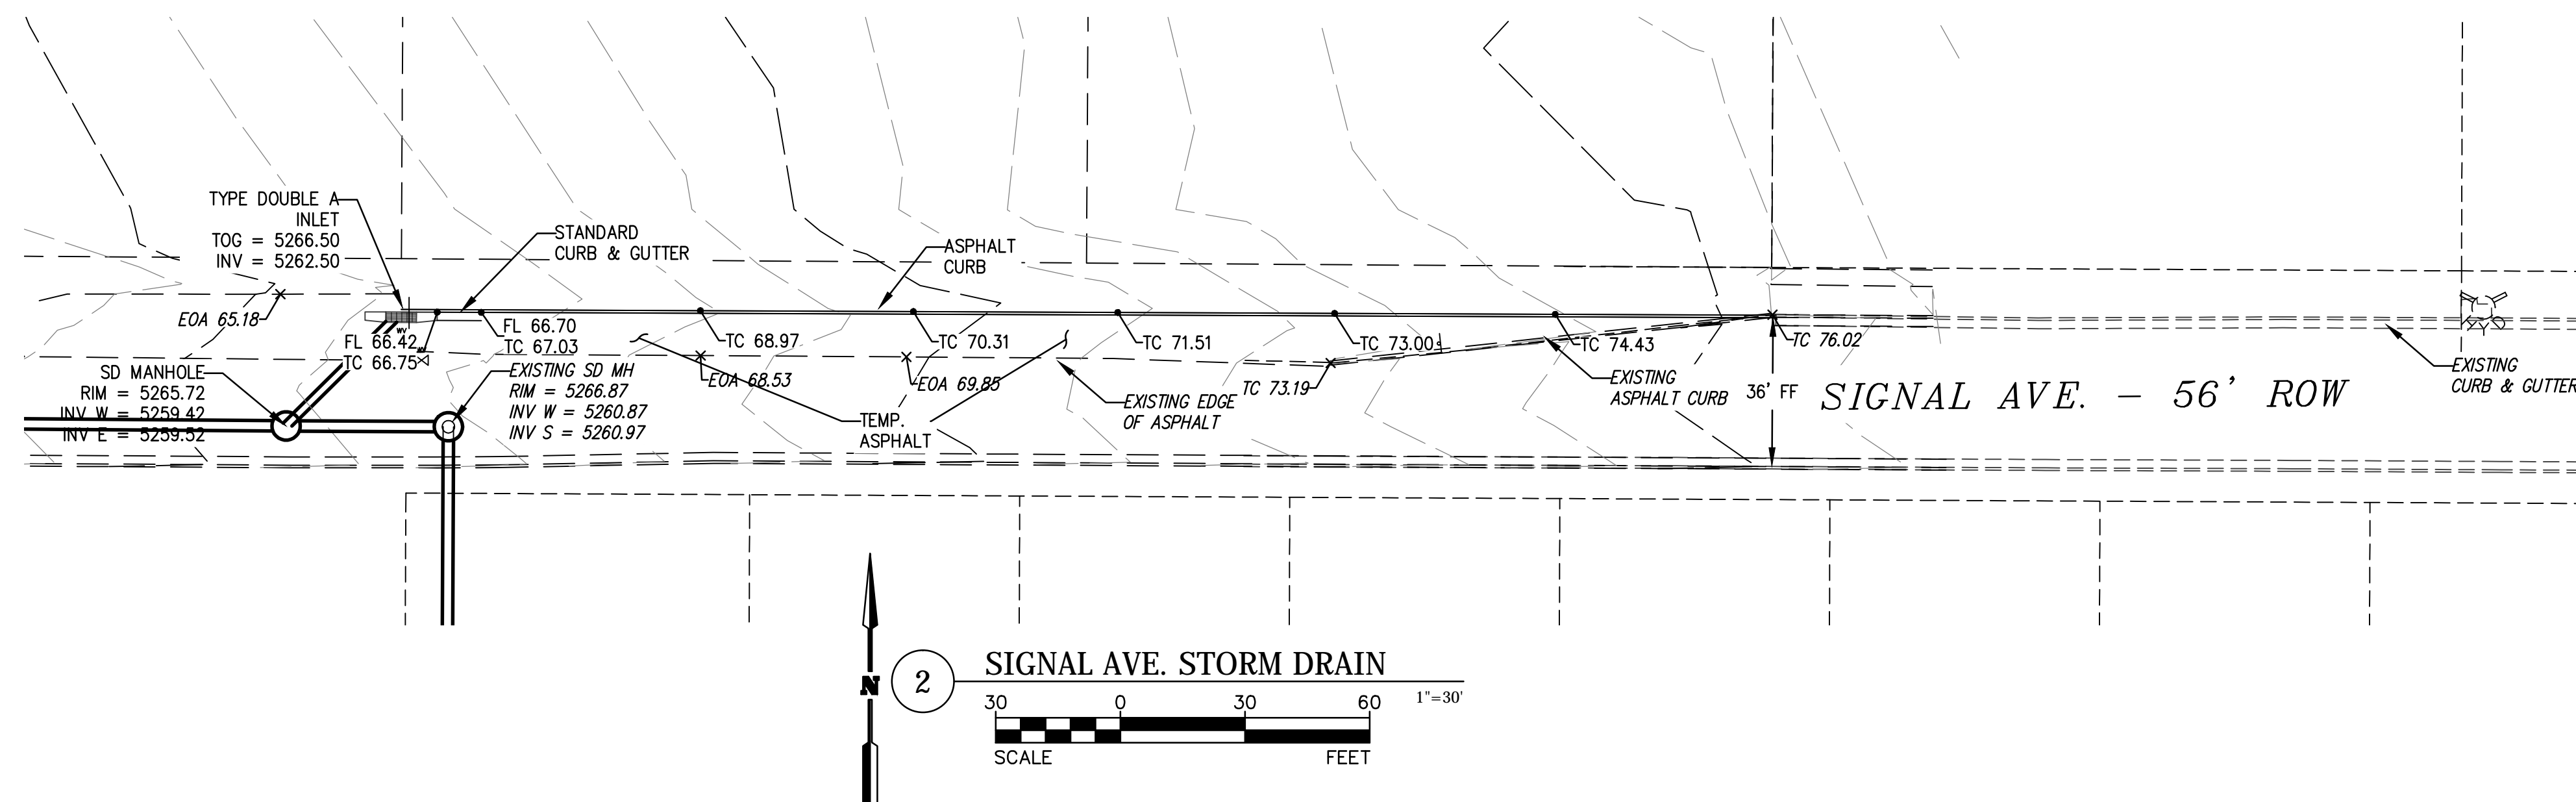 TYPE DOUBLE A
INLET
TOG = 5266.50
INV = 5262.50
STANDARD
CURB & GUTTER
ASPHALT
CURB
EOA 65.18
WV
FL 66.42
TC 66.75
FL 66.70
TC 67.03
TC 68.97
TC 70.31
TC 71.51
TC 73.00
TC 74.43
TC 76.02
SD MANHOLE
RIM = 5265.72
INV W = 5259.42
INV E = 5259.52
EXISTING SD MH
RIM = 5266.87
INV W = 5260.87
INV S = 5260.97
EOA 68.53
EOA 69.85
TC 73.19
TEMP.
ASPHALT
EXISTING EDGE
OF ASPHALT
EXISTING
ASPHALT CURB
36' FF
SIGNAL AVE. - 56' ROW
EXISTING
CURB & GUTTER
HYD
N
2
SIGNAL AVE. STORM DRAIN
1"=30'
30 0 30 60
SCALE FEET